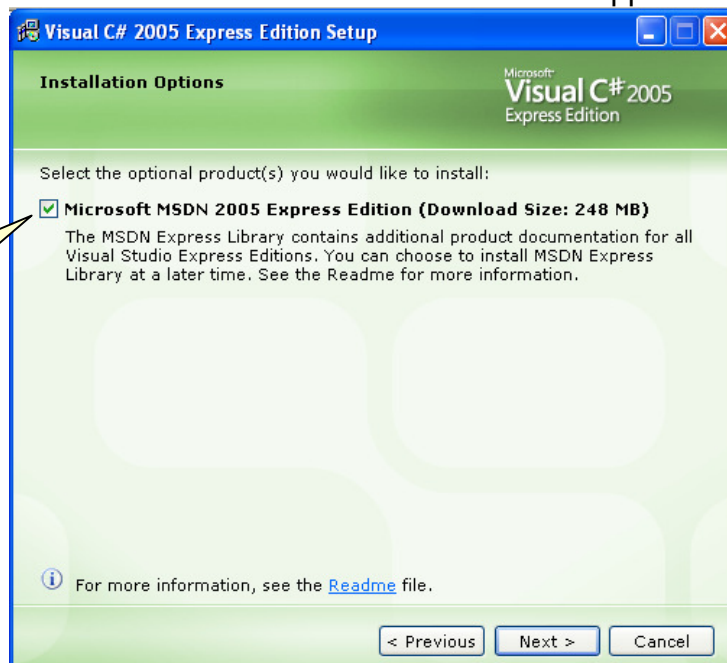 Visual C# 2005 Express Edition Setup
Installation Options
Microsoft
Visual C# 2005
Express Edition
Select the optional product(s) you would like to install:
Microsoft MSDN 2005 Express Edition (Download Size: 248 MB)
The MSDN Express Library contains additional product documentation for all
Visual Studio Express Editions. You can choose to install MSDN Express
Library at a later time. See the Readme for more information.
For more information, see the Readme file.
< Previous
Next >
Cancel